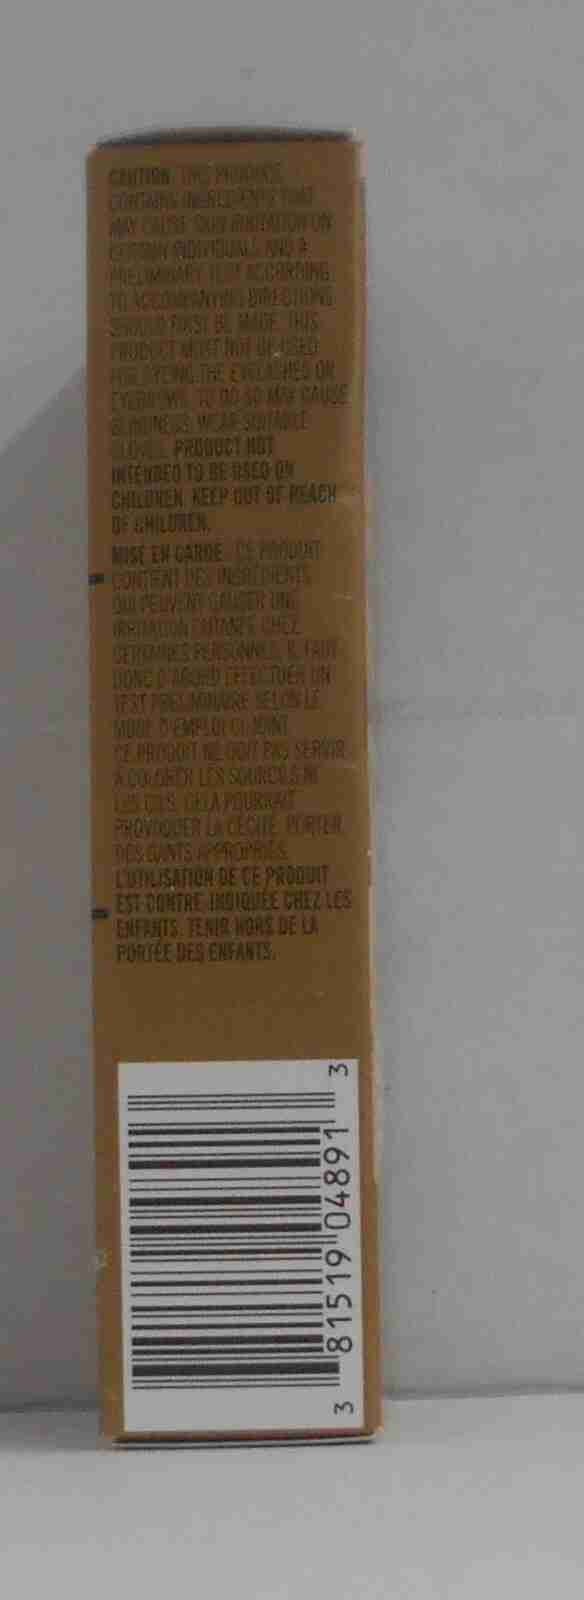 CAUTION: THIS PRODUCT
CONTAINS INGREDIENTS THAT
MAY CAUSE SKIN IRRITATION ON
CERTAIN INDIVIDUALS AND A
PRELIMINARY TEST ACCORDING
TO ACCOMPANYING DIRECTIONS
SHOULD FIRST BE MADE. THIS
PRODUCT MUST NOT BE USED
FOR DYEING THE EYELASHES OR
EYEBROWS; TO DO SO MAY CAUSE
BLINDNESS. WEAR SUITABLE
GLOVES. PRODUCT NOT
INTENDED TO BE USED ON
CHILDREN. KEEP OUT OF REACH
OF CHILDREN.
MISE EN GARDE : CE PRODUIT
CONTIENT DES INGRÉDIENTS
QUI PEUVENT CAUSER UNE
IRRITATION CUTANÉE CHEZ
CERTAINES PERSONNES. IL FAUT
DONC D'ABORD EFFECTUER UN
TEST PRÉLIMINAIRE SELON LE
MODE D'EMPLOI CI-JOINT.
CE PRODUIT NE DOIT PAS SERVIR
À COLORER LES SOURCILS NI
LES CILS. CELA POURRAIT
PROVOQUER LA CÉCITÉ. PORTER
DES GANTS APPROPRIÉS.
L'UTILISATION DE CE PRODUIT
EST CONTRE-INDIQUÉE CHEZ LES
ENFANTS. TENIR HORS DE LA
PORTÉE DES ENFANTS.
3 81519 04891 3